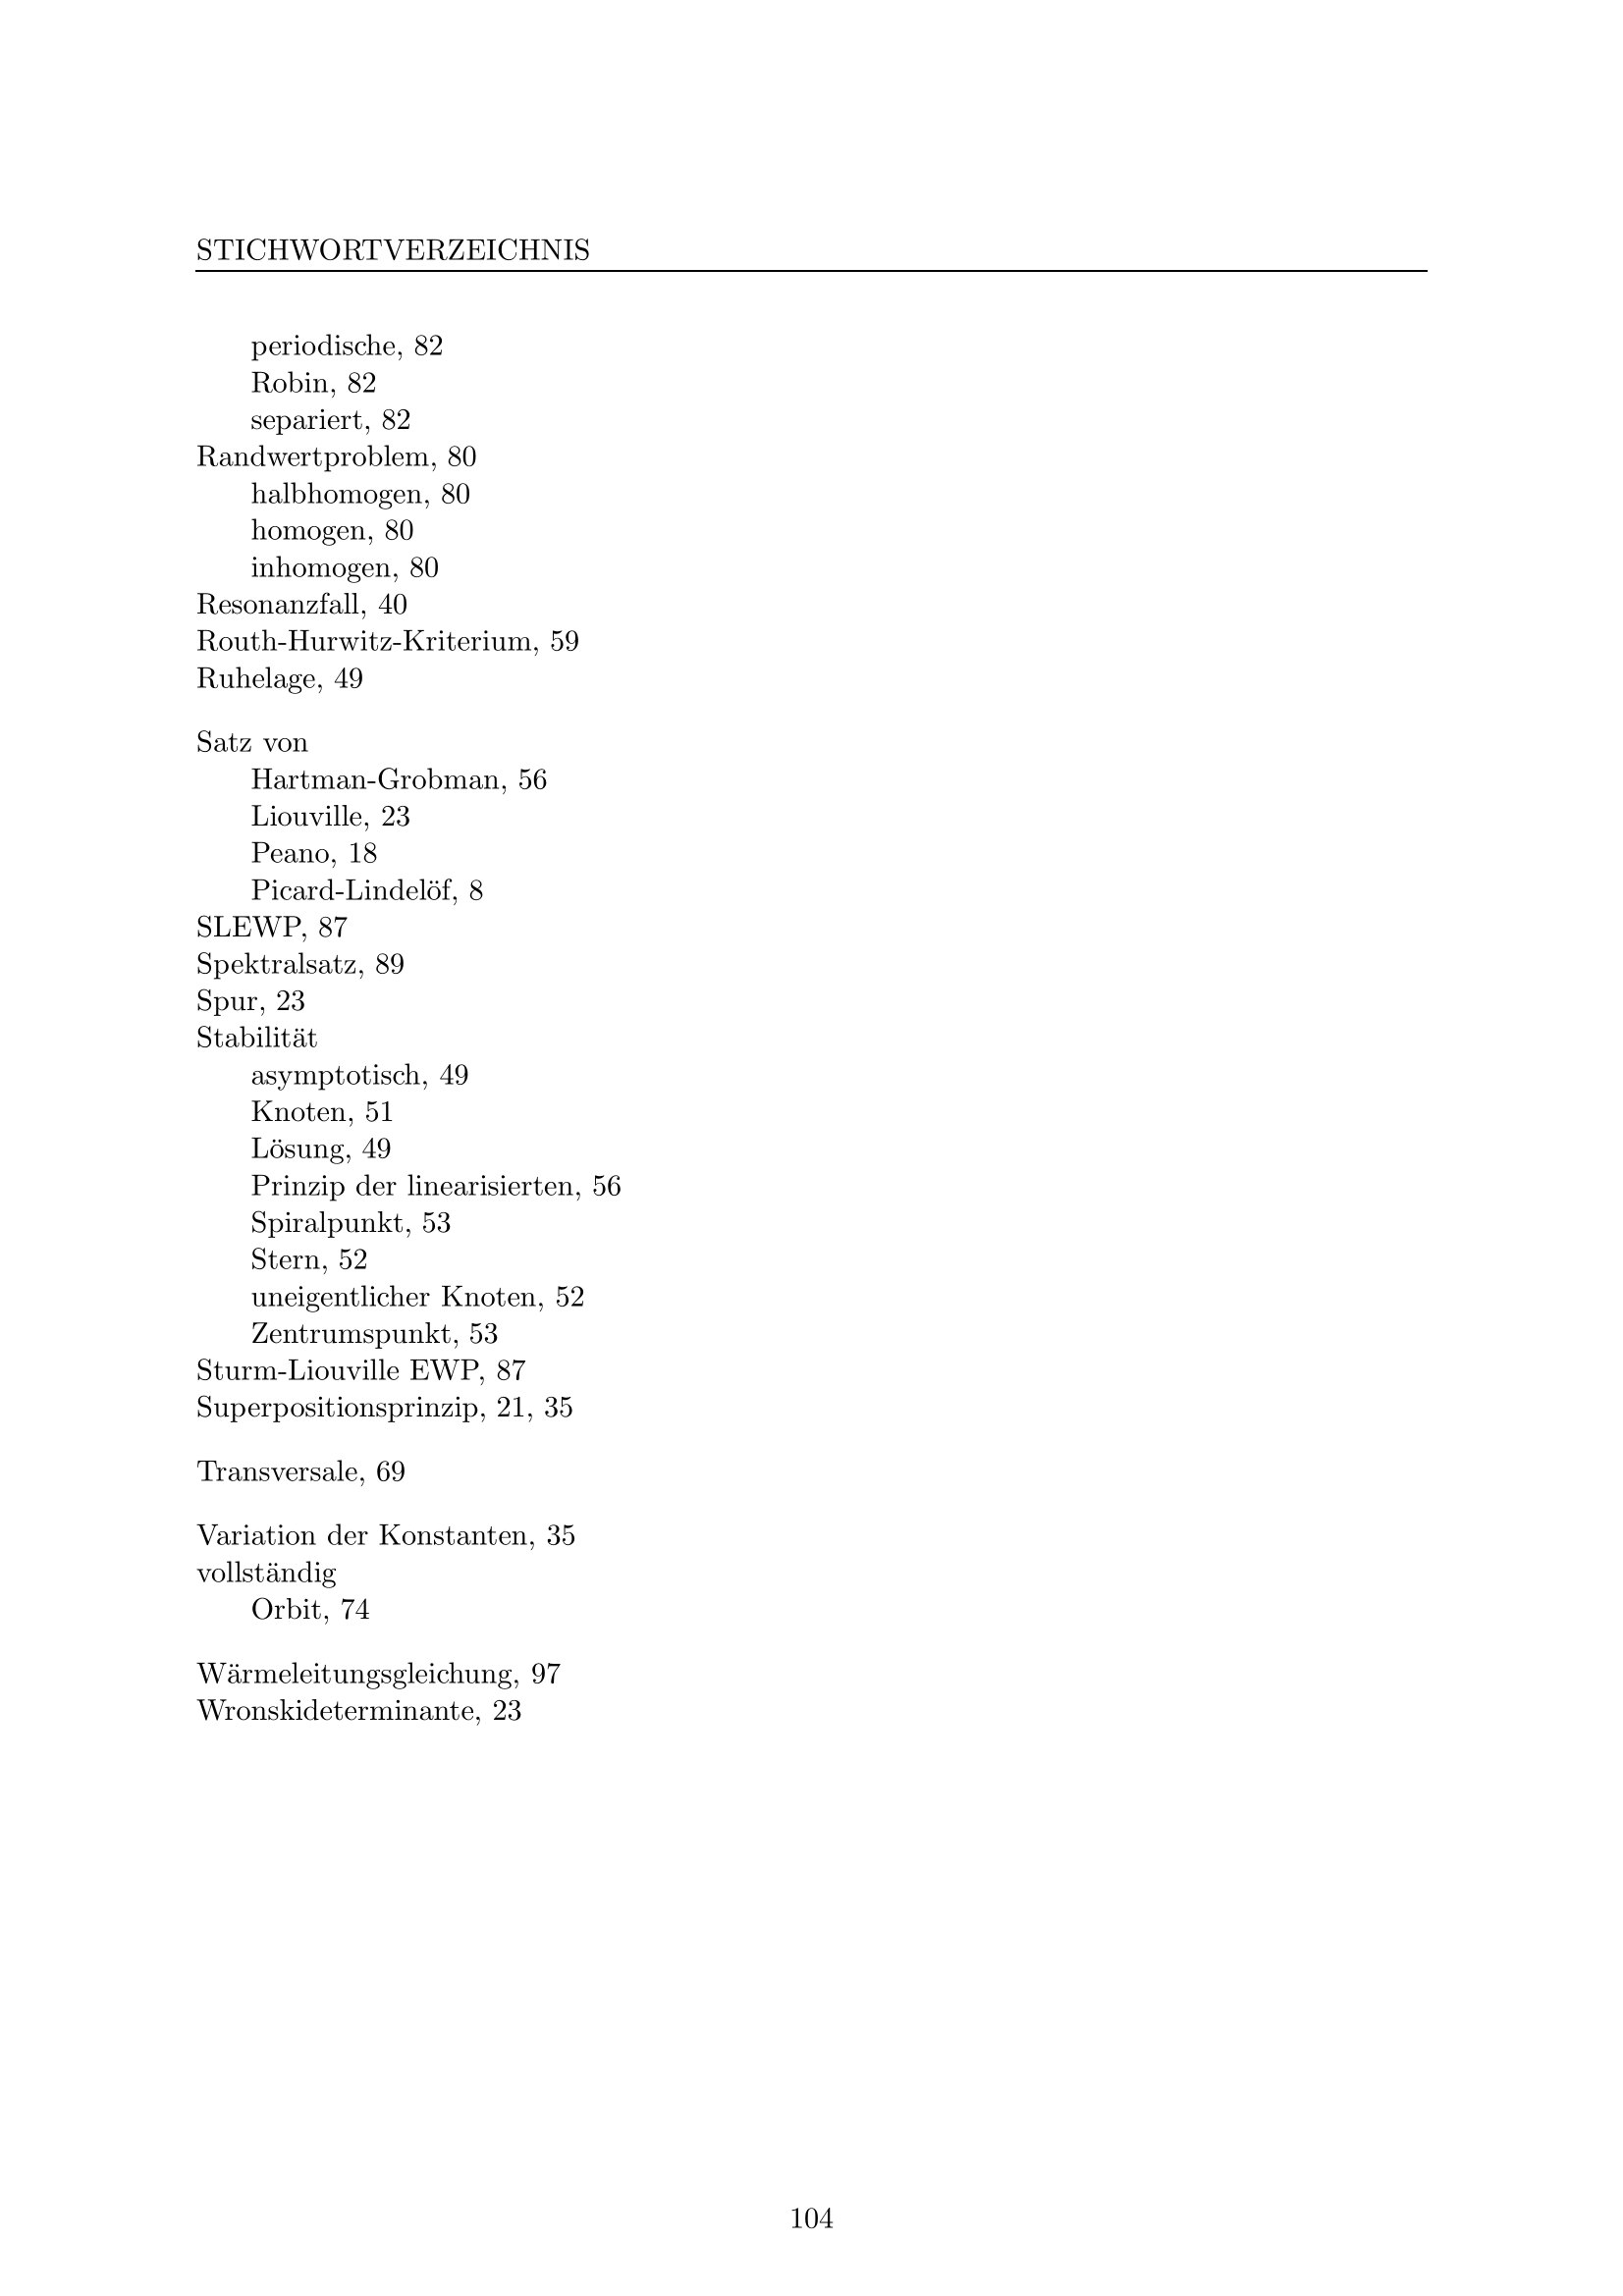 STICHWORTVERZEICHNIS
periodische, 82
Robin, 82
separiert, 82
Randwertproblem, 80
halbhomogen, 80
homogen, 80
inhomogen, 80
Resonanzfall, 40
Routh-Hurwitz-Kriterium, 59
Ruhelage, 49
Satz von
Hartman-Grobman, 56
Liouville, 23
Peano, 18
Picard-Lindelöf, 8
SLEWP, 87
Spektralsatz, 89
Spur, 23
Stabilität
asymptotisch, 49
Knoten, 51
Lösung, 49
Prinzip der linearisierten, 56
Spiralpunkt, 53
Stern, 52
uneigentlicher Knoten, 52
Zentrumspunkt, 53
Sturm-Liouville EWP, 87
Superpositionsprinzip, 21, 35
Transversale, 69
Variation der Konstanten, 35
vollständig
Orbit, 74
Wärmeleitungsgleichung, 97
Wronskideterminante, 23
104